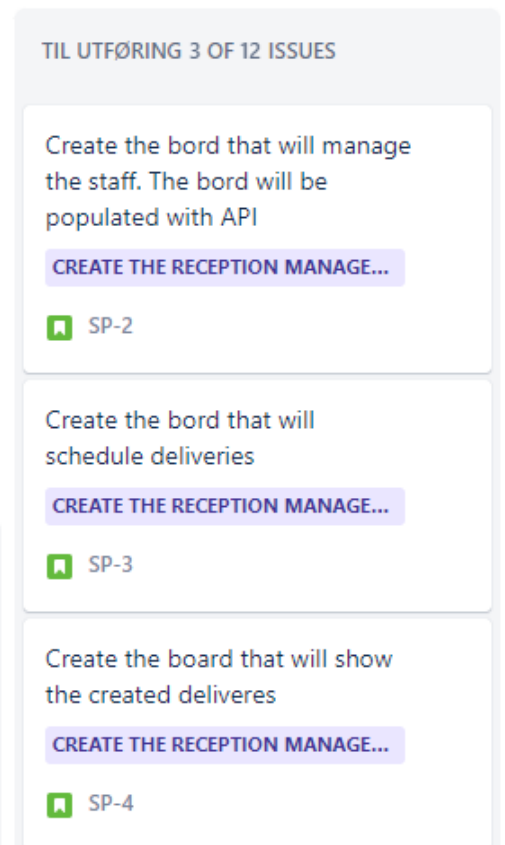 TIL UTFØRING 3 OF 12 ISSUES
Create the bord that will manage
the staff. The bord will be
populated with API
CREATE THE RECEPTION MANAGE...
SP-2
Create the bord that will
schedule deliveries
CREATE THE RECEPTION MANAGE...
SP-3
Create the board that will show
the created deliveres
CREATE THE RECEPTION MANAGE...
SP-4